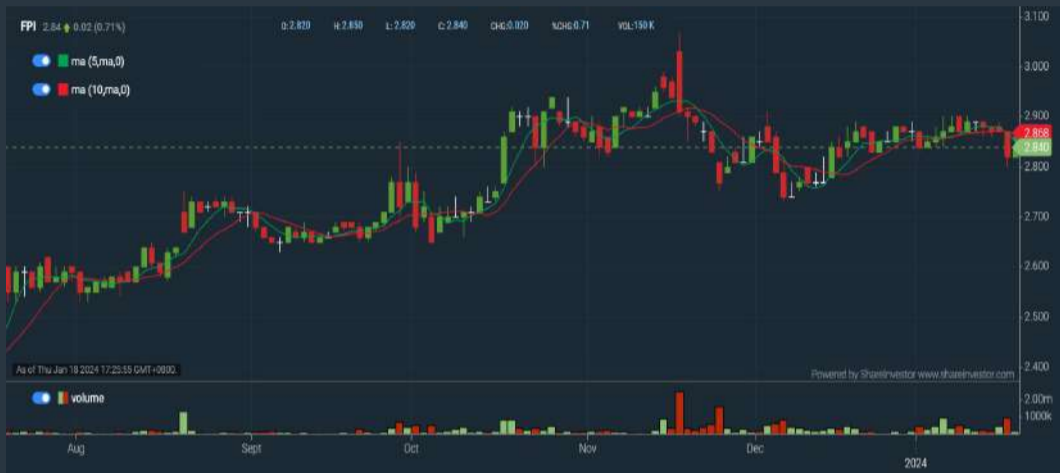 FPI 2.84 0.02 (0.71%) O: 2.820 H: 2.850 L: 2.820 C: 2.840 CHG:0.020 %CHG:0.71 VOL:150 K
ma (5,ma,0)
ma (10,ma,0)
3.100
3.000
2.900
2.868
2.840
2.800
2.700
2.600
2.500
2.400
As of Thu Jan 18 2024 17:25:55 GMT+0800.
Powered by ShareInvestor www.shareinvestor.com
volume
2.00m
1000k
Aug Sept Oct Nov Dec 2024